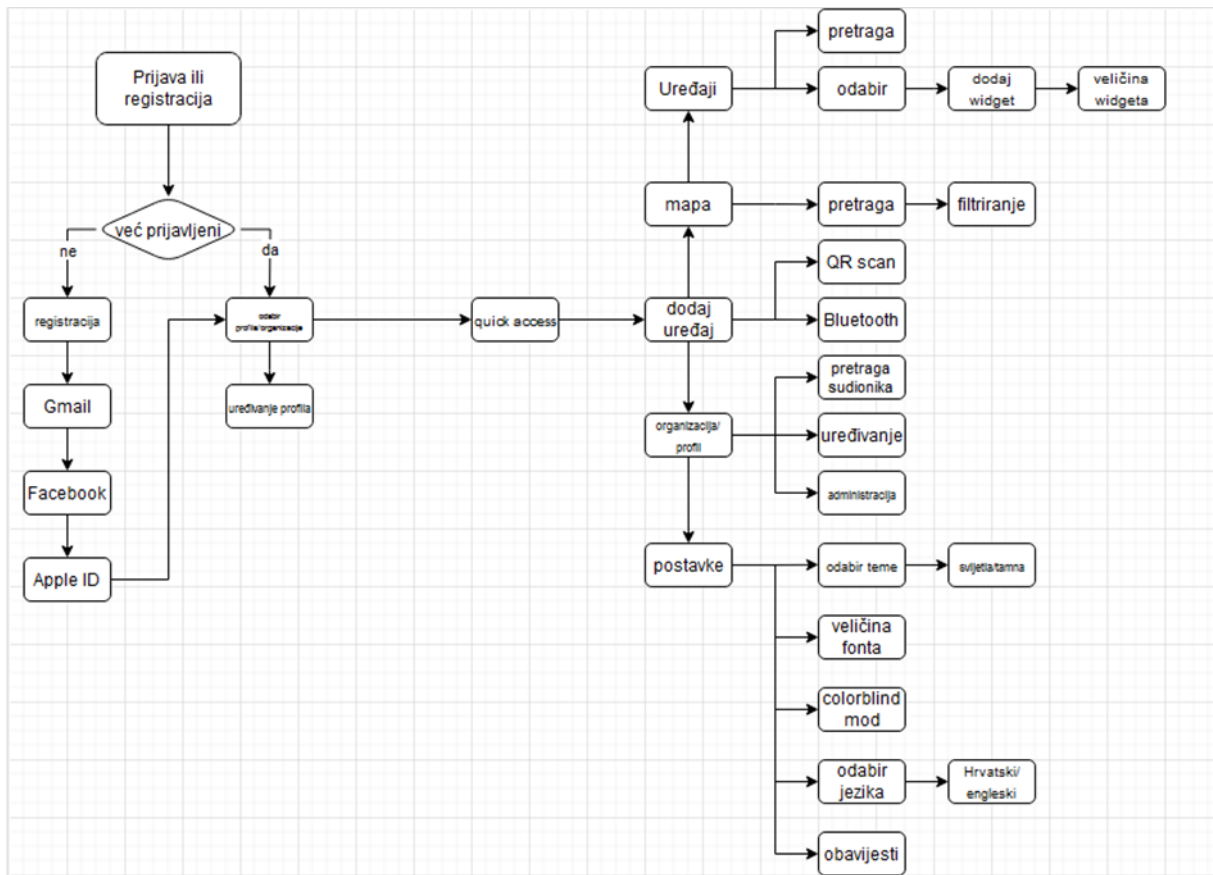 Prijava ili
registracija
već prijavljeni
ne
da
registracija
Gmail
Facebook
Apple ID
odabir
profila/organizacije
uređivanje profila
quick access
Uređaji
pretraga
odabir
dodaj
widget
veličina
widgeta
mapa
pretraga
filtriranje
dodaj
uređaj
QR scan
Bluetooth
organizacija/
profil
pretraga
sudionika
uređivanje
administracija
postavke
odabir teme
svijetla/tamna
veličina
fonta
colorblind
mod
odabir
jezika
Hrvatski/
engleski
obavijesti